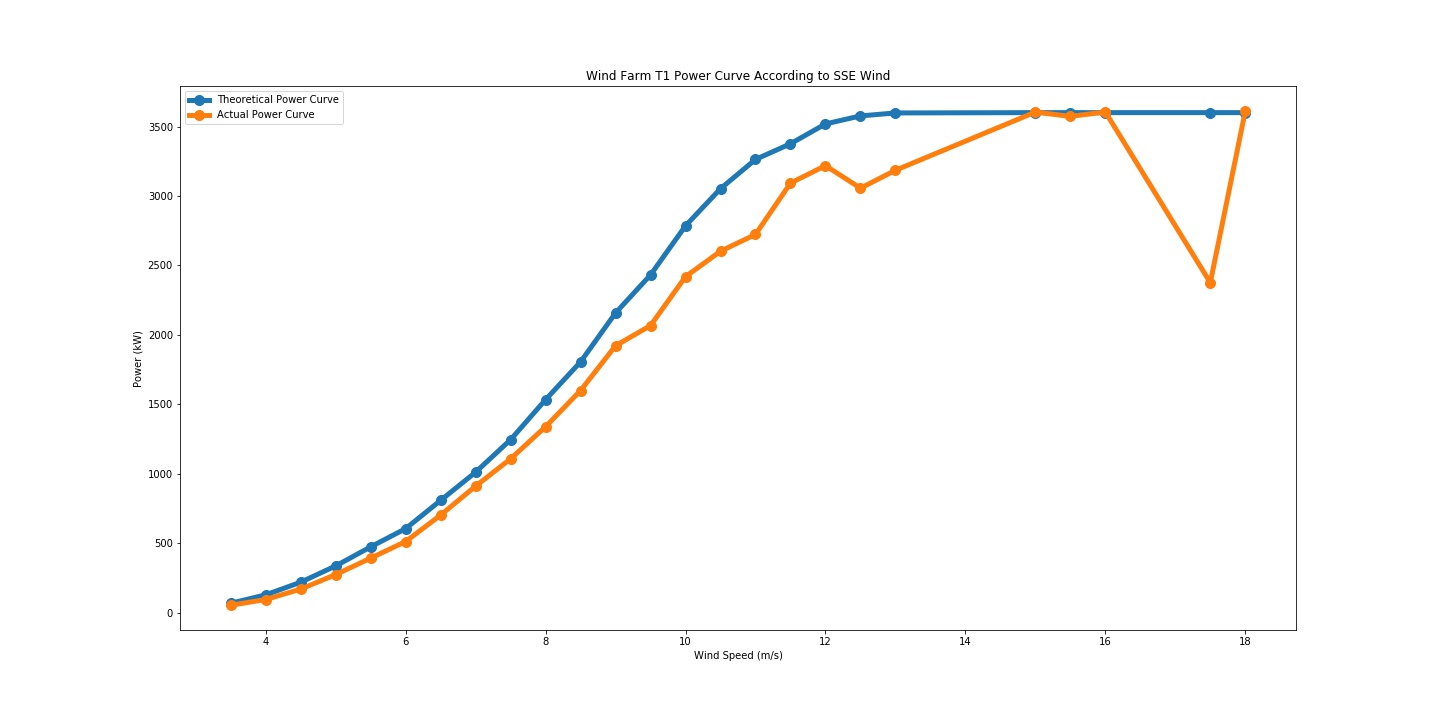 Wind Farm T1 Power Curve According to SSE Wind
Theoretical Power Curve
Actual Power Curve
3500
3000
2500
2000
1500
1000
500
0
Power (kW)
4 6 8 10 12 14 16 18
Wind Speed (m/s)